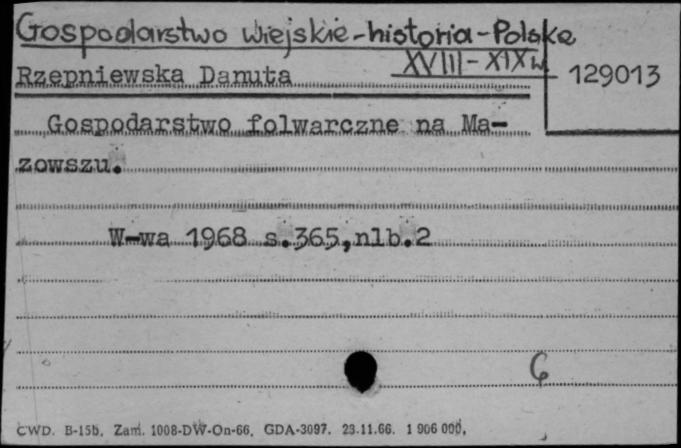 Gospodarstwo wiejskie-historia-Polska
XVIII-XIXw.
Rzepniewska Danuta
129013
Gospodarstwo folwarczne na Ma-
zowszu.
W-wa 1968 s.365,nlb.2
CWD. B-15b, Zam. 1008-DW-On-66, GDA-3097. 23.11.66. 1 906 000,